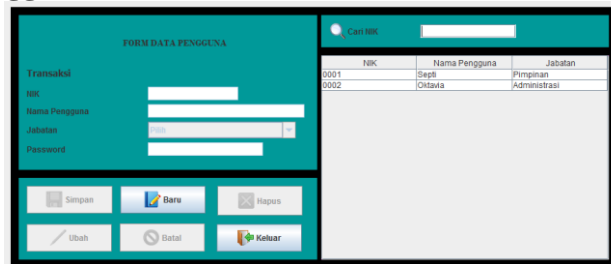 FORM DATA PENGGUNA
Transaksi
NIK
Nama Pengguna
Jabatan Pilih
Password
Simpan Baru Hapus
Ubah Batal Keluar
Cari NIK
NIK Nama Pengguna Jabatan
0001 Septi Pimpinan
0002 Oktavia Administrasi